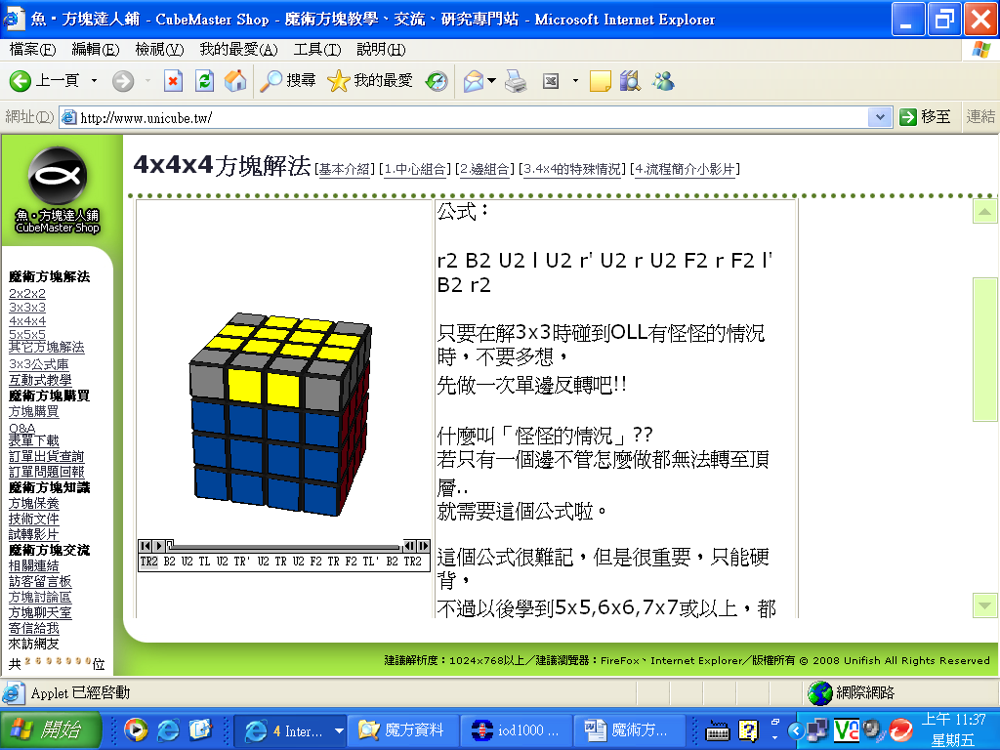 魚‧方塊達人鋪 - CubeMaster Shop - 魔術方塊教學、交流、研究專門站 - Microsoft Internet Explorer
檔案(F) 編輯(E) 檢視(V) 我的最愛(A) 工具(T) 說明(H)
上一頁 搜尋 我的最愛
網址(D) http://www.unicube.tw/ 移至 連結
魚‧方塊達人鋪
CubeMaster Shop
魔術方塊解法
2x2x2
3x3x3
4x4x4
5x5x5
其它方塊解法
3x3公式庫
互動式教學
魔術方塊購買
方塊購買
Q&A
表單下載
訂單出貨查詢
訂單問題回報
魔術方塊知識
方塊保養
技術文件
試轉影片
魔術方塊交流
相關連結
訪客留言板
方塊討論區
方塊聊天室
寄信給我
來訪網友
共2698990位
4x4x4方塊解法 [基本介紹] [1.中心組合] [2.邊組合] [3.4x4的特殊情況] [4.流程簡介小影片]
TR2 B2 U2 TL U2 TR' U2 TR U2 F2 TR F2 TL' B2 TR2
公式：
r2 B2 U2 l U2 r' U2 r U2 F2 r F2 l'
B2 r2
只要在解3x3時碰到OLL有怪怪的情況
時，不要多想，
先做一次單邊反轉吧!!
什麼叫「怪怪的情況」??
若只有一個邊不管怎麼做都無法轉至頂
層..
就需要這個公式啦。
這個公式很難記，但是很重要，只能硬
背，
不過以後學到5x5,6x6,7x7或以上，都
建議解析度：1024x768以上／建議瀏覽器：FireFox、Internet Explorer／版權所有 © 2008 Unifish All Rights Reserved
Applet 已經啓動 網際網路
開始 4 Inter... 魔方資料 iod1000 ... 魔術方... 上午 11:37
星期五